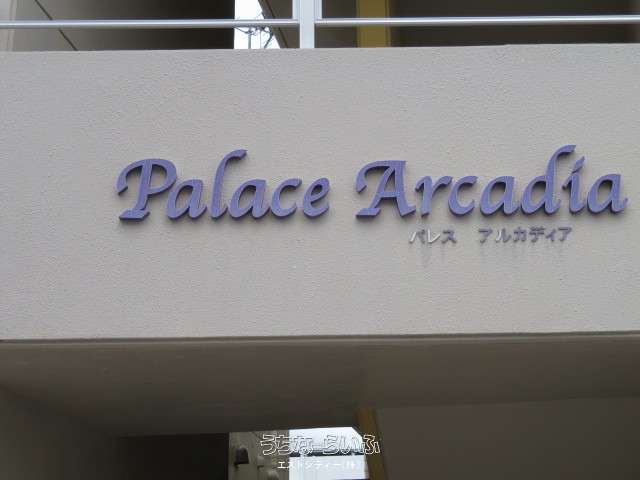 Palace Arcadia
パレス アルカディア
うちなーらいふ
エストシティー(株)